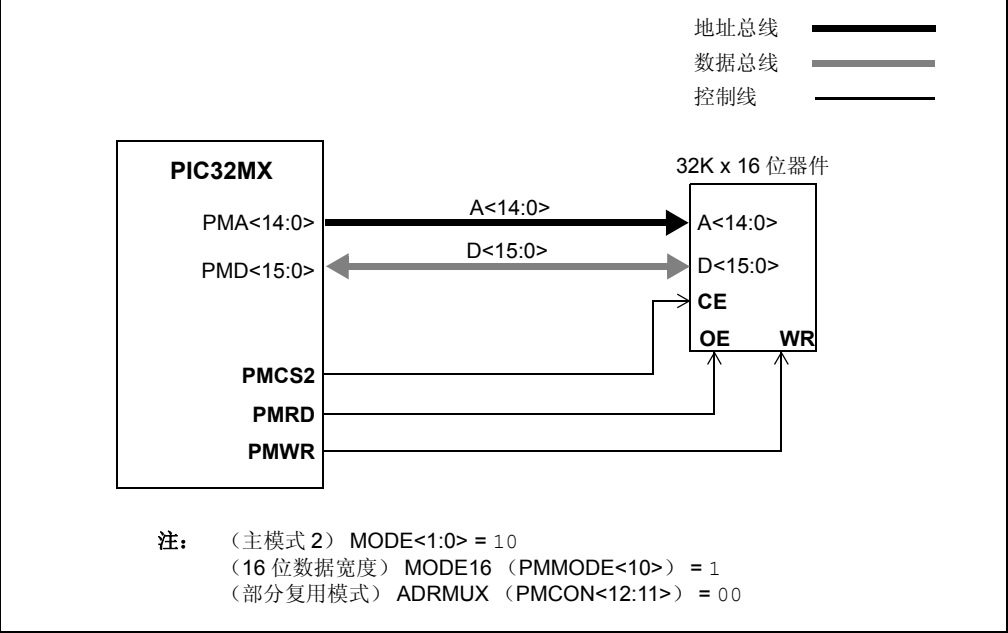 地址总线
数据总线
控制线
PIC32MX
32K x 16 位器件
PMA<14:0>
A<14:0>
A<14:0>
PMD<15:0>
D<15:0>
D<15:0>
CE
OE
WR
PMCS2
PMRD
PMWR
注： （主模式 2） MODE<1:0> = 10
（16 位数据宽度） MODE16 （PMMODE<10>） = 1
（部分复用模式） ADRMUX （PMCON<12:11>） = 00